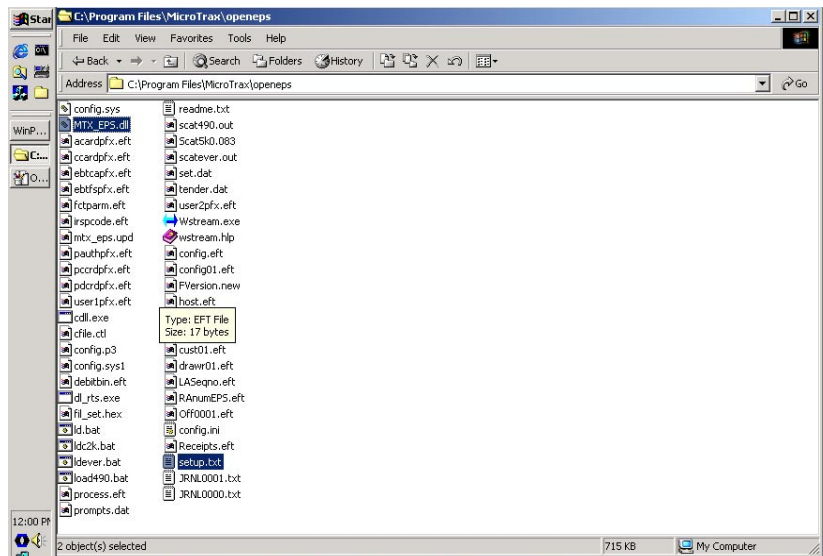 Star
C:\Program Files\MicroTrax\openeps
File Edit View Favorites Tools Help
Back Search Folders History
Address C:\Program Files\MicroTrax\openeps Go
WinP...
C:...
O...
config.sys
MTX_EPS.dll
acardpfx.eft
ccardpfx.eft
ebtcapfx.eft
ebtfspfx.eft
fctparm.eft
irspcode.eft
mtx_eps.upd
pauthpfx.eft
pccrdpfx.eft
pdcrdpfx.eft
user1pfx.eft
cdll.exe
cfile.ctl
config.p3
config.sys1
debitbin.eft
dl_rts.exe
fil_set.hex
ld.bat
ldc2k.bat
ldever.bat
load490.bat
process.eft
prompts.dat
readme.txt
scat490.out
Scat5k0.083
scatever.out
set.dat
tender.dat
user2pfx.eft
Wstream.exe
wstream.hlp
config.eft
config01.eft
FVersion.new
host.eft
Type: EFT File
Size: 17 bytes
cust01.eft
drawr01.eft
LASeqno.eft
RAnumEPS.eft
Off0001.eft
config.ini
Receipts.eft
setup.txt
JRNL0001.txt
JRNL0000.txt
12:00 PM
2 object(s) selected 715 KB My Computer